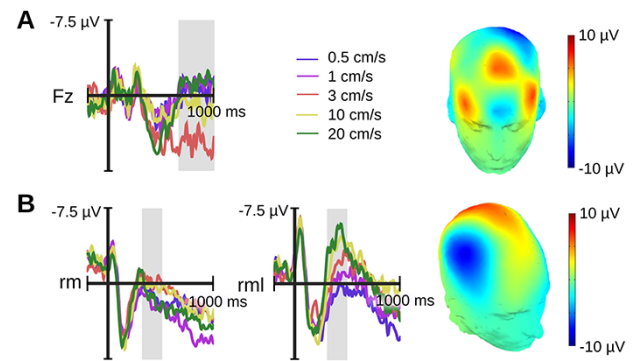 A
-7.5 µV
Fz
1000 ms
0.5 cm/s
1 cm/s
3 cm/s
10 cm/s
20 cm/s
10 µV
-10 µV
B
-7.5 µV
rm
1000 ms
-7.5 µV
rml
1000 ms
10 µV
-10 µV